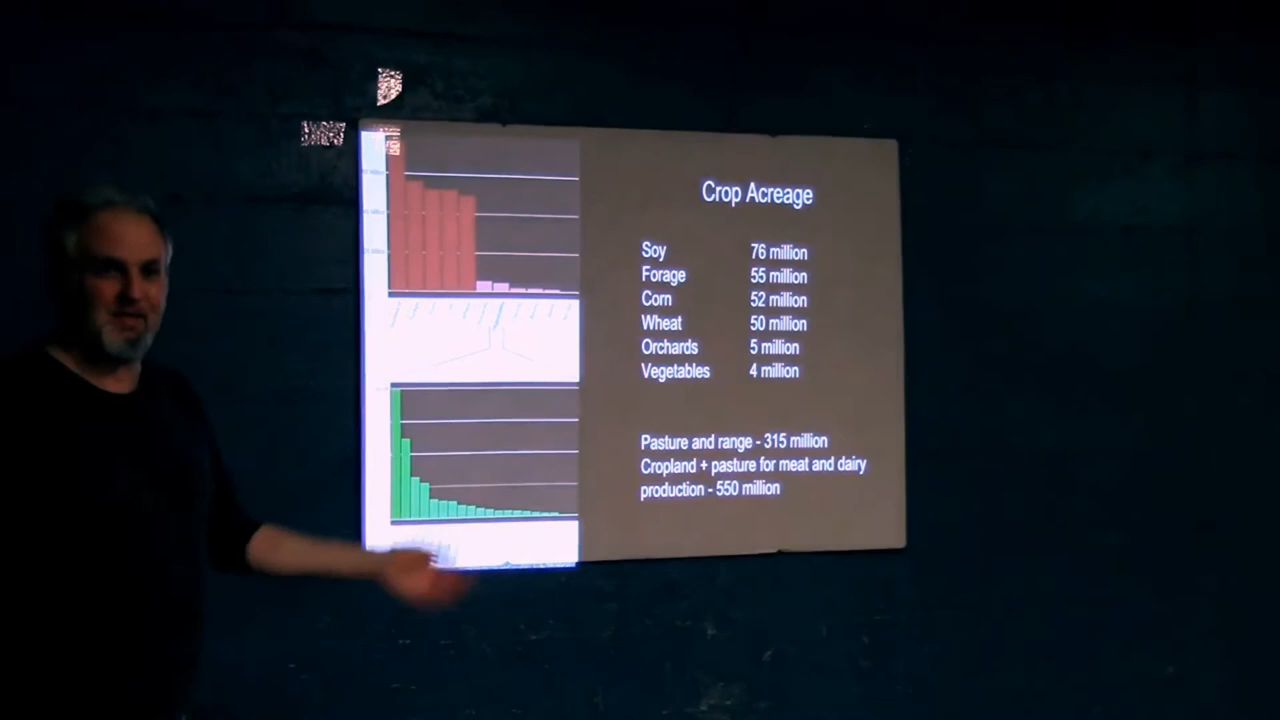 Crop Acreage
Soy 76 million
Forage 55 million
Corn 52 million
Wheat 50 million
Orchards 5 million
Vegetables 4 million
Pasture and range - 315 million
Cropland + pasture for meat and dairy
production - 550 million